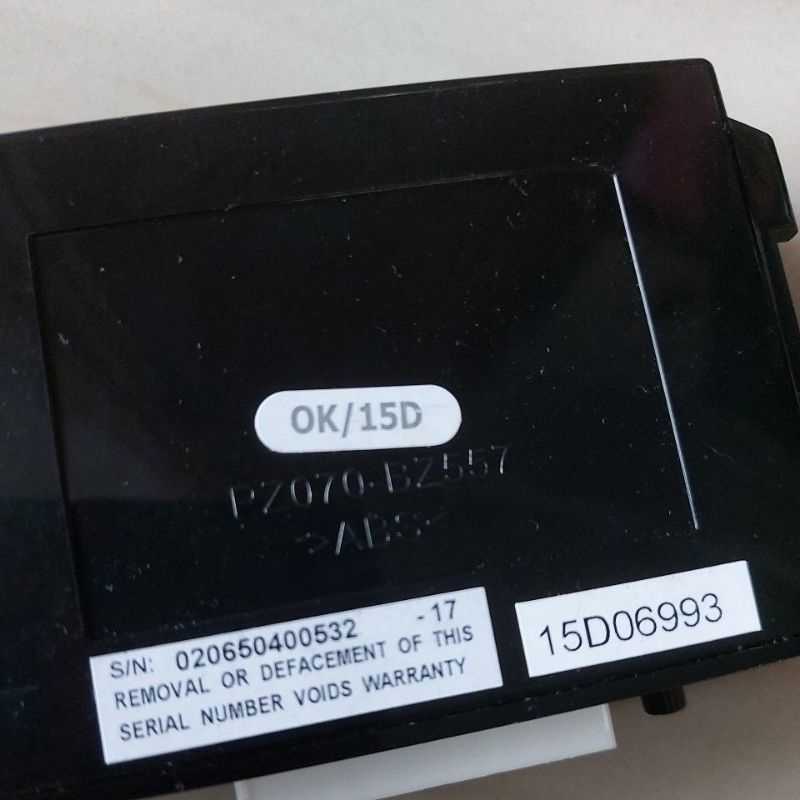 OK/15D
PZ070-BZ557
>ABS<
S/N: 020650400532 -17
REMOVAL OR DEFACEMENT OF THIS
SERIAL NUMBER VOIDS WARRANTY
15D06993